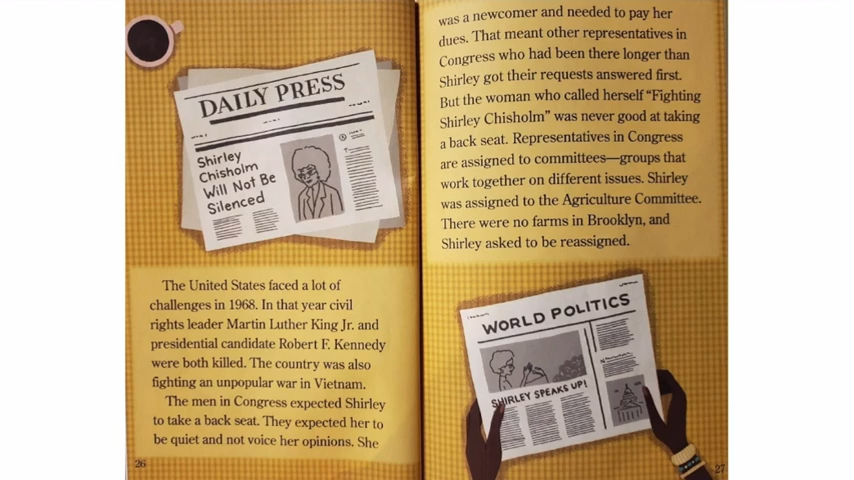 DAILY PRESS
Shirley
Chisholm
Will Not Be
Silenced
The United States faced a lot of
challenges in 1968. In that year civil
rights leader Martin Luther King Jr. and
presidential candidate Robert F. Kennedy
were both killed. The country was also
fighting an unpopular war in Vietnam.
The men in Congress expected Shirley
to take a back seat. They expected her to
be quiet and not voice her opinions. She
26
was a newcomer and needed to pay her
dues. That meant other representatives in
Congress who had been there longer than
Shirley got their requests answered first.
But the woman who called herself “Fighting
Shirley Chisholm” was never good at taking
a back seat. Representatives in Congress
are assigned to committees—groups that
work together on different issues. Shirley
was assigned to the Agriculture Committee.
There were no farms in Brooklyn, and
Shirley asked to be reassigned.
WORLD POLITICS
SHIRLEY SPEAKS UP!
27